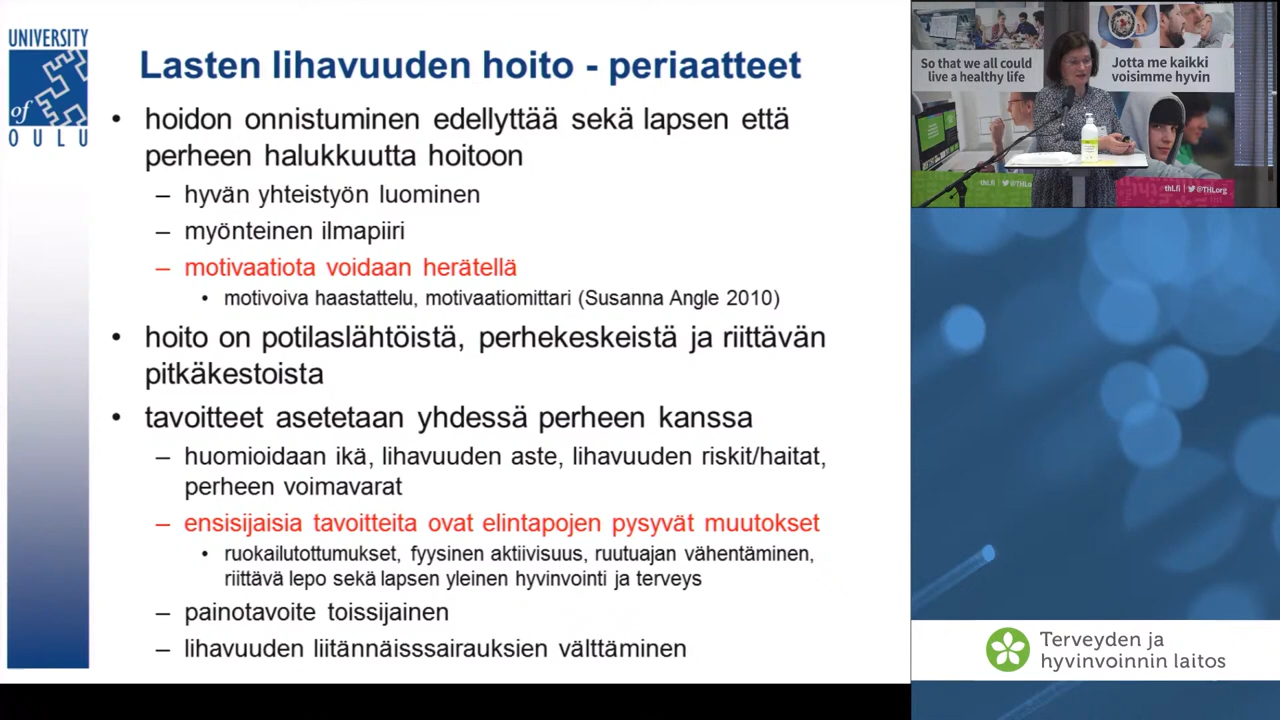 UNIVERSITY
of
OULU
Lasten lihavuuden hoito - periaatteet
• hoidon onnistuminen edellyttää sekä lapsen että
perheen halukkuutta hoitoon
– hyvän yhteistyön luominen
– myönteinen ilmapiiri
– motivaatiota voidaan herätellä
• motivoiva haastattelu, motivaatiomittari (Susanna Angle 2010)
• hoito on potilaslähtöistä, perhekeskeistä ja riittävän
pitkäkestoista
• tavoitteet asetetaan yhdessä perheen kanssa
– huomioidaan ikä, lihavuuden aste, lihavuuden riskit/haitat,
perheen voimavarat
– ensisijaisia tavoitteita ovat elintapojen pysyvät muutokset
• ruokailutottumukset, fyysinen aktiivisuus, ruutuajan vähentäminen,
riittävä lepo sekä lapsen yleinen hyvinvointi ja terveys
– painotavoite toissijainen
– lihavuuden liitännäisssairauksien välttäminen
So that we all could
live a healthy life
Jotta me kaikki
voisimme hyvin
thl.fi | @THLo
thl.fi | @THLorg
Terveyden ja
hyvinvoinnin laitos